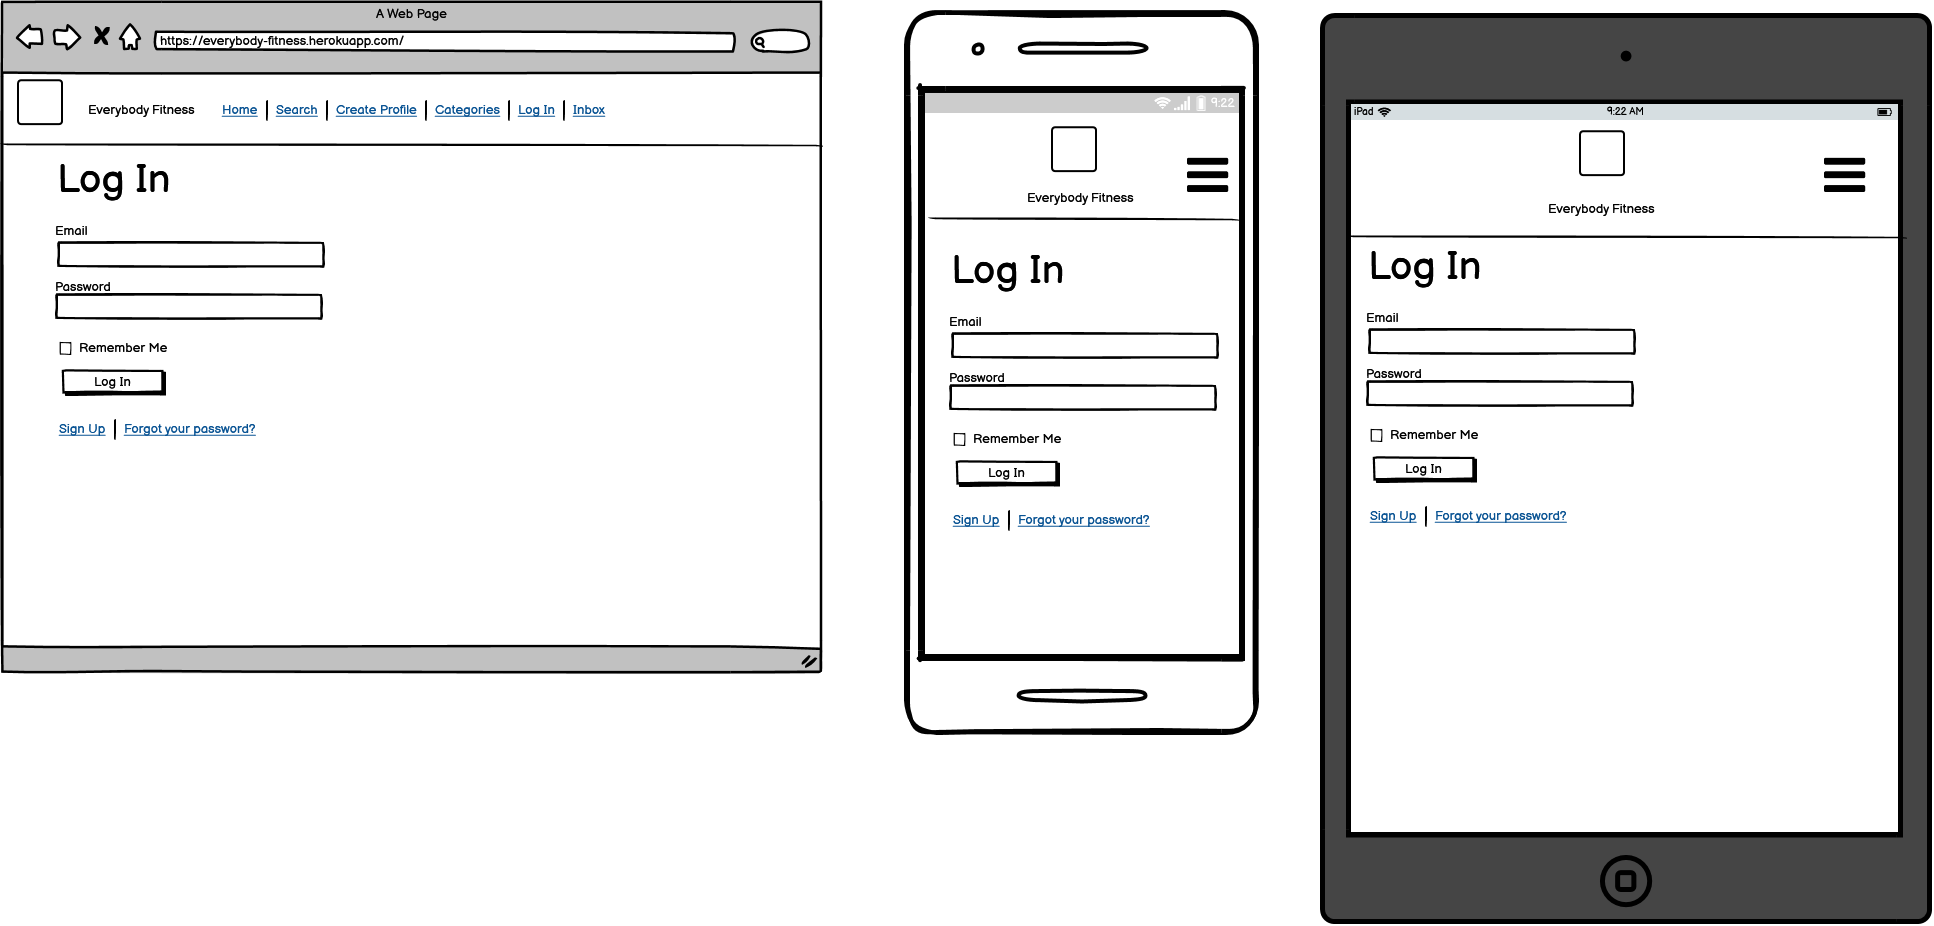 A Web Page
https://everybody-fitness.herokuapp.com/
Everybody Fitness Home Search Create Profile Categories Log In Inbox
Log In
Email
Password
Remember Me
Log In
Sign Up Forgot your password?
9:22
Everybody Fitness
Log In
Email
Password
Remember Me
Log In
Sign Up Forgot your password?
iPad 9:22 AM
Everybody Fitness
Log In
Email
Password
Remember Me
Log In
Sign Up Forgot your password?